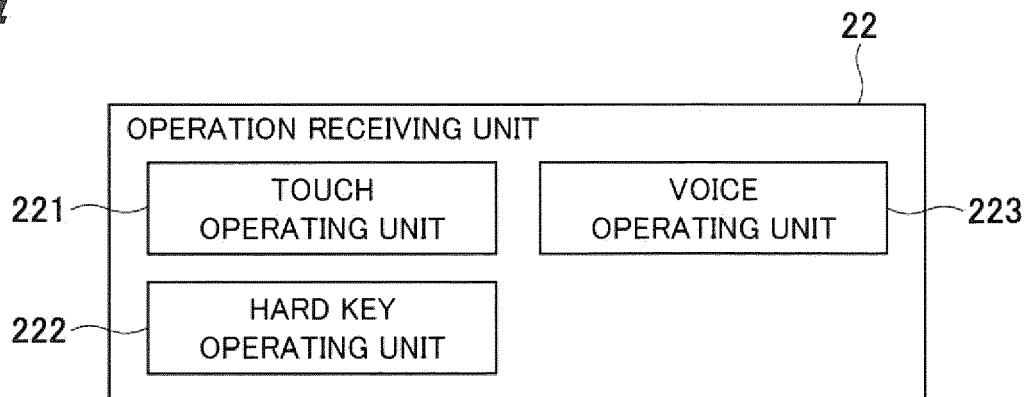 22
OPERATION RECEIVING UNIT
221
TOUCH
OPERATING UNIT
VOICE
OPERATING UNIT
223
222
HARD KEY
OPERATING UNIT